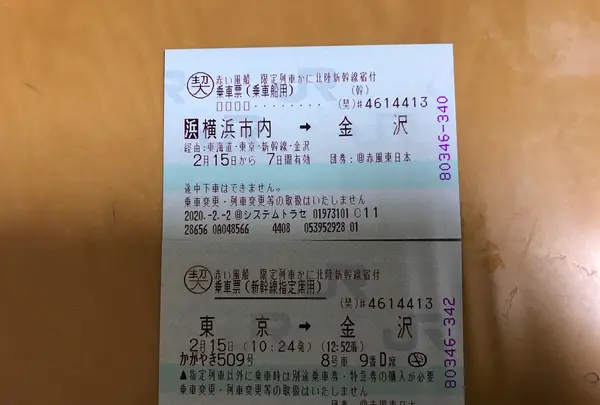 契 赤い風船 限定列車かに北陸新幹線宿付
乗車票(乗車船用) (幹)
□□□□・・・・・・・・ (契)#4614413
浜 横浜市内 → 金沢
経由:東海道・東京・新幹線・金沢
2月15日から 7日間有効 団券:@赤風東日本
途中下車はできません。
乗車変更・列車変更等の取扱はいたしません
2020.-2.-2 @システムトラセ 01973101 C11
28656 0A048566 4408 053952928 01
80346-340
契 赤い風船 限定列車かに北陸新幹線宿付
乗車票(新幹線指定席用)
(契)#4614413
東京 → 金沢
2月15日 (10:24発) (12:52着)
かがやき509号 8号車 9番D席
▲指定列車以外に乗車時は別途乗車券・特急券の購入が必要
乗車変更・列車変更等の取扱はいたしません
80346-342